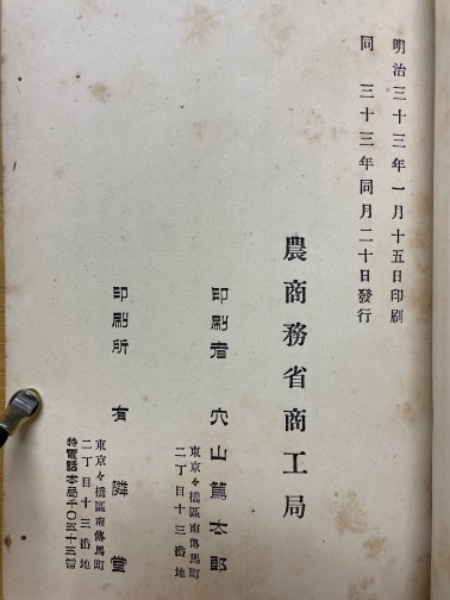 明治三十三年一月十五日印刷
同　三十三年同月二十日發行
農商務省商工局
印刷者　穴山篤太郎
東京々橋區南傳馬町
二丁目十三番地
印刷所　有隣堂
東京々橋區南傳馬町
二丁目十三番地
特電話本局千〇五十五番